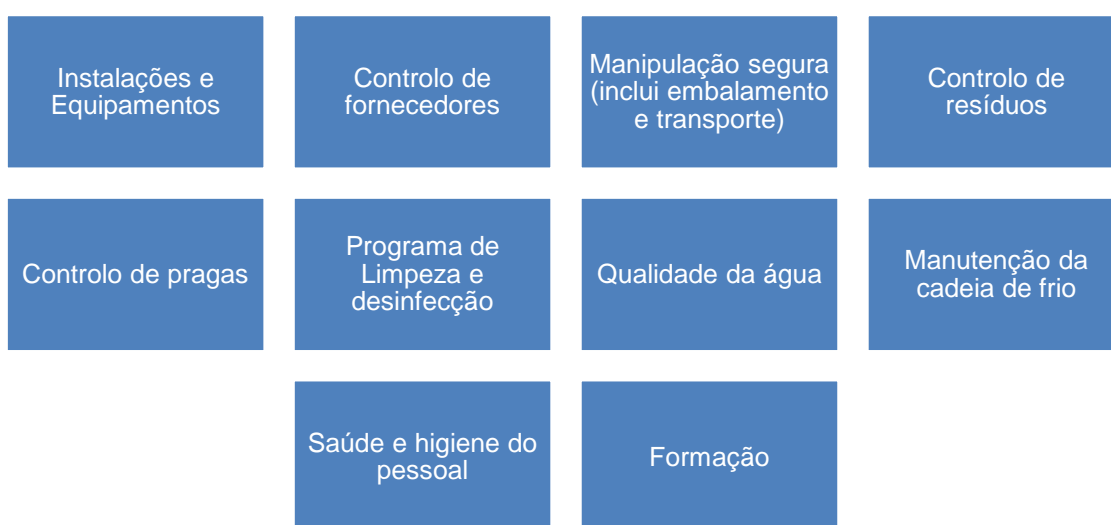 Instalações e
Equipamentos
Controlo de
fornecedores
Manipulação segura
(inclui embalamento
e transporte)
Controlo de
resíduos
Controlo de pragas
Programa de
Limpeza e
desinfecção
Qualidade da água
Manutenção da
cadeia de frio
Saúde e higiene do
pessoal
Formação